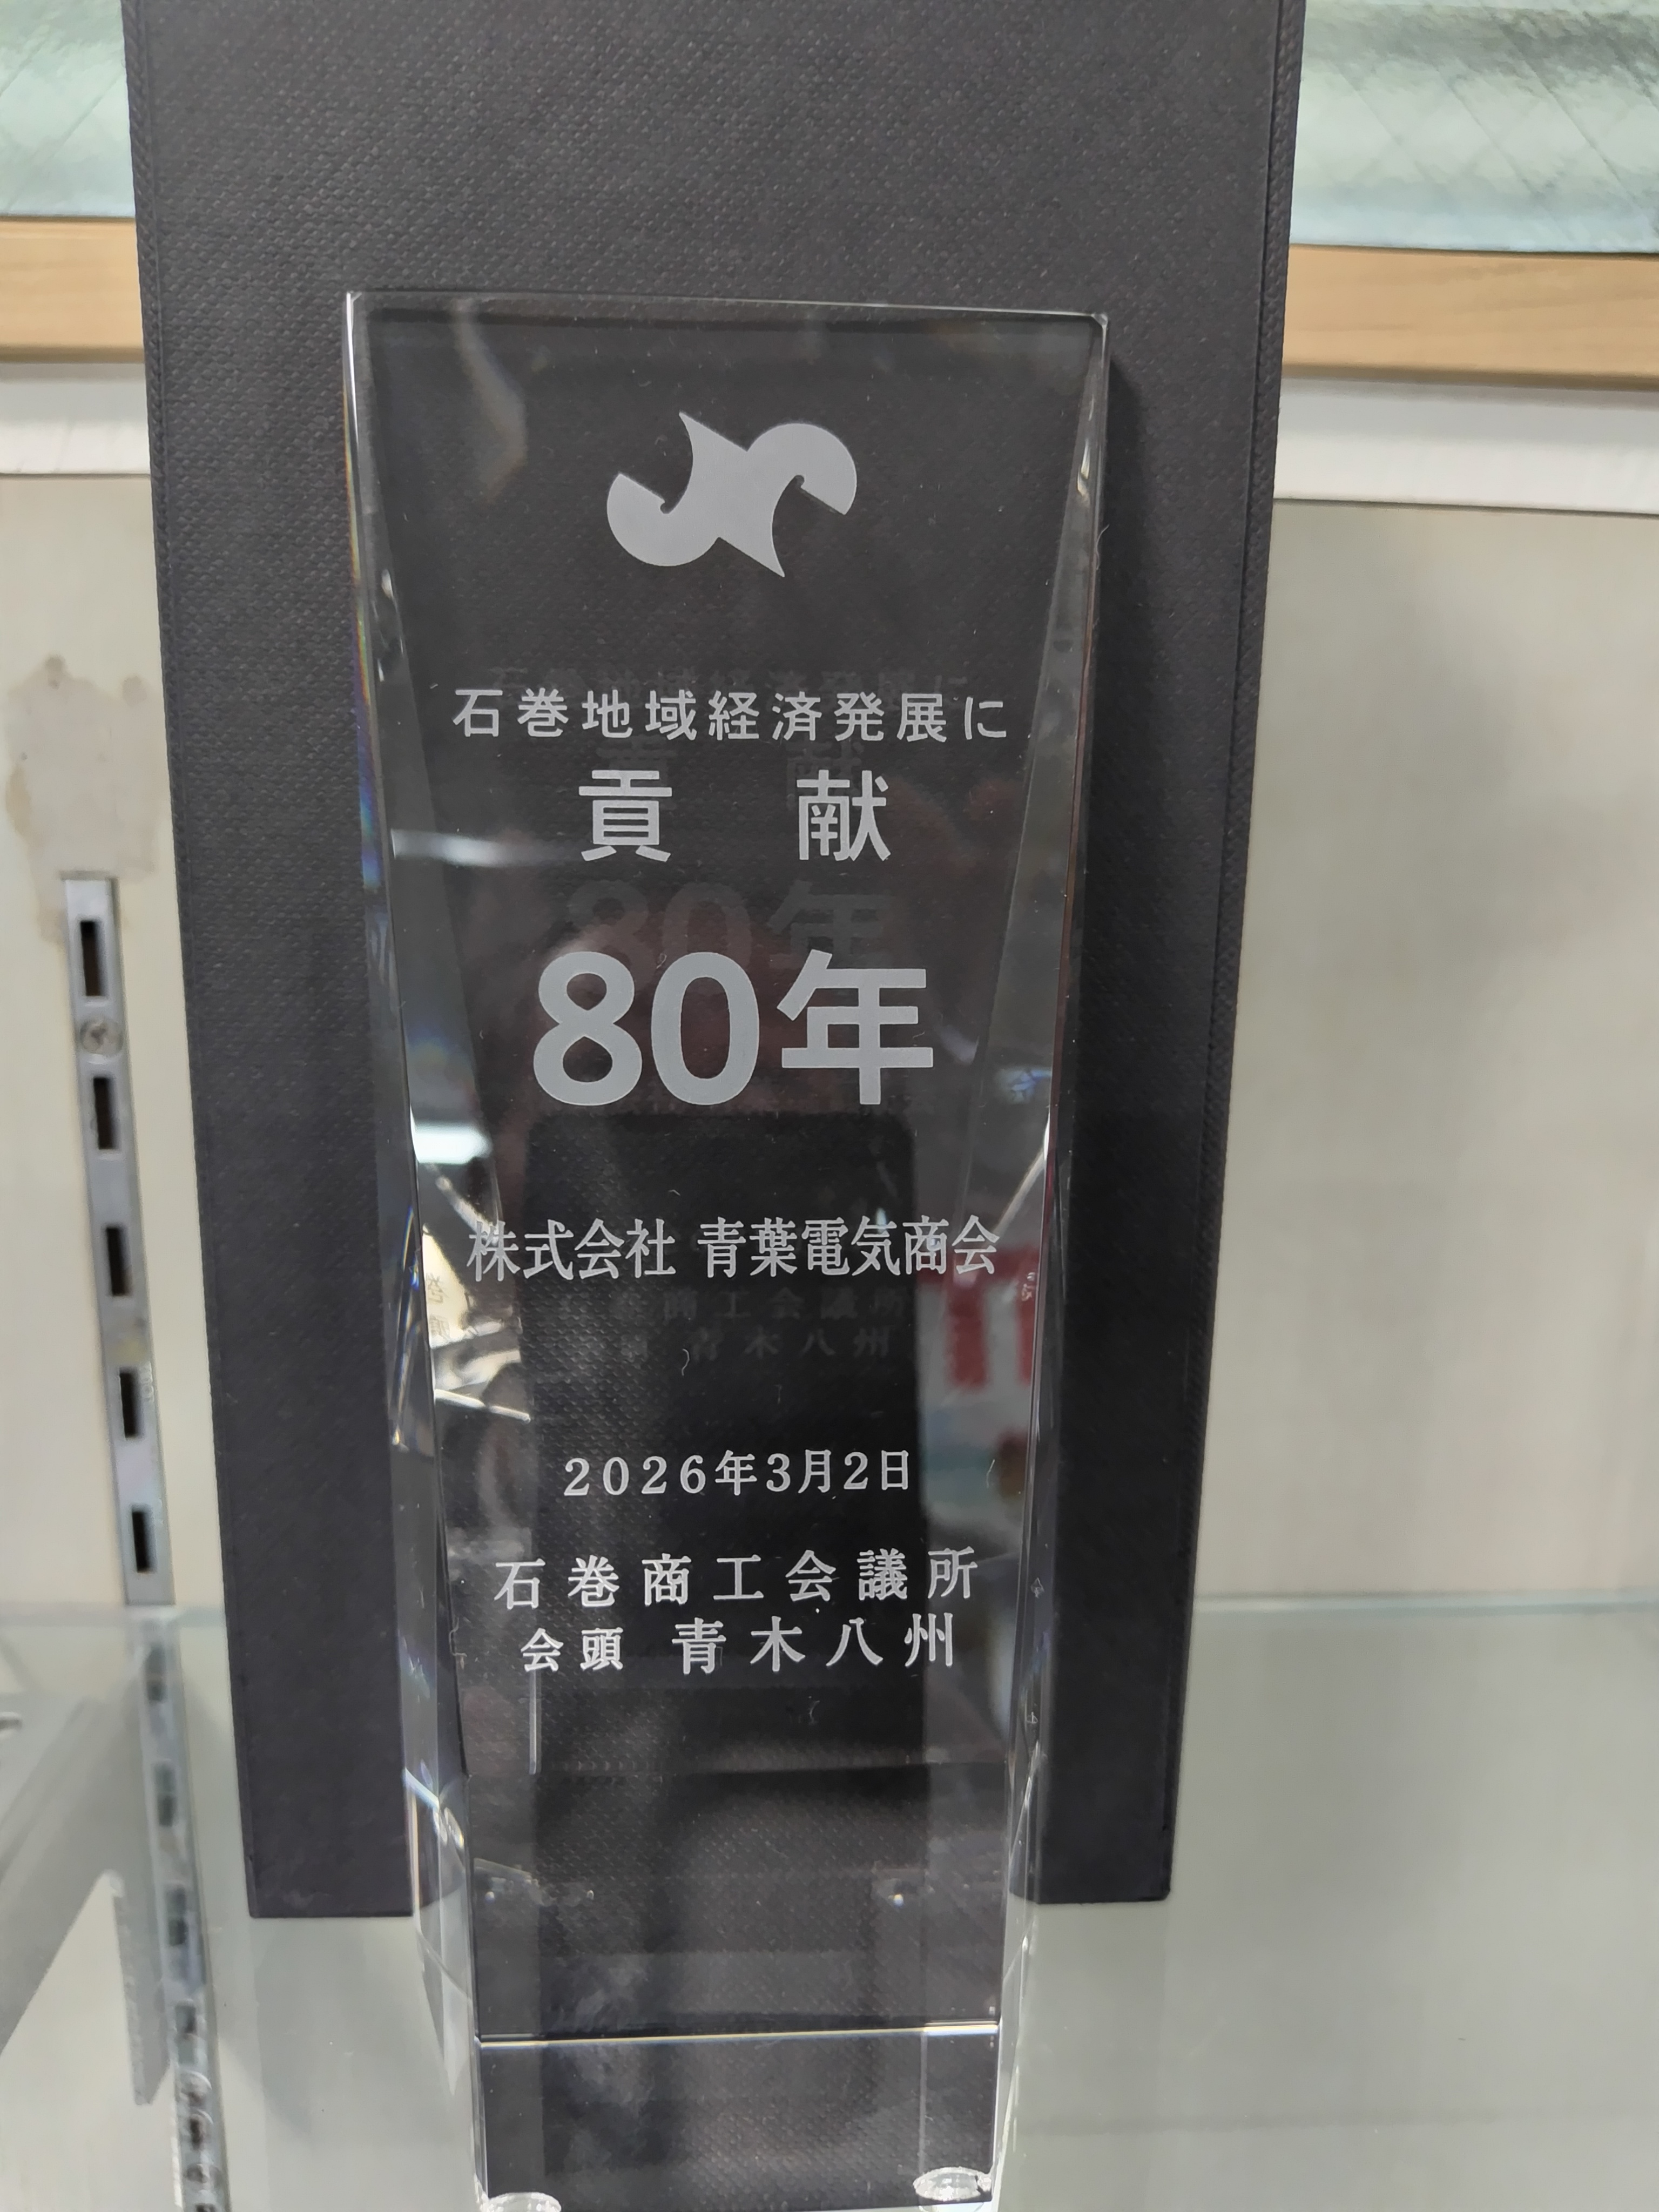 石巻地域経済発展に
貢献
80年
株式会社 青葉電気商会
2026年3月2日
石巻商工会議所
会頭 青木八州